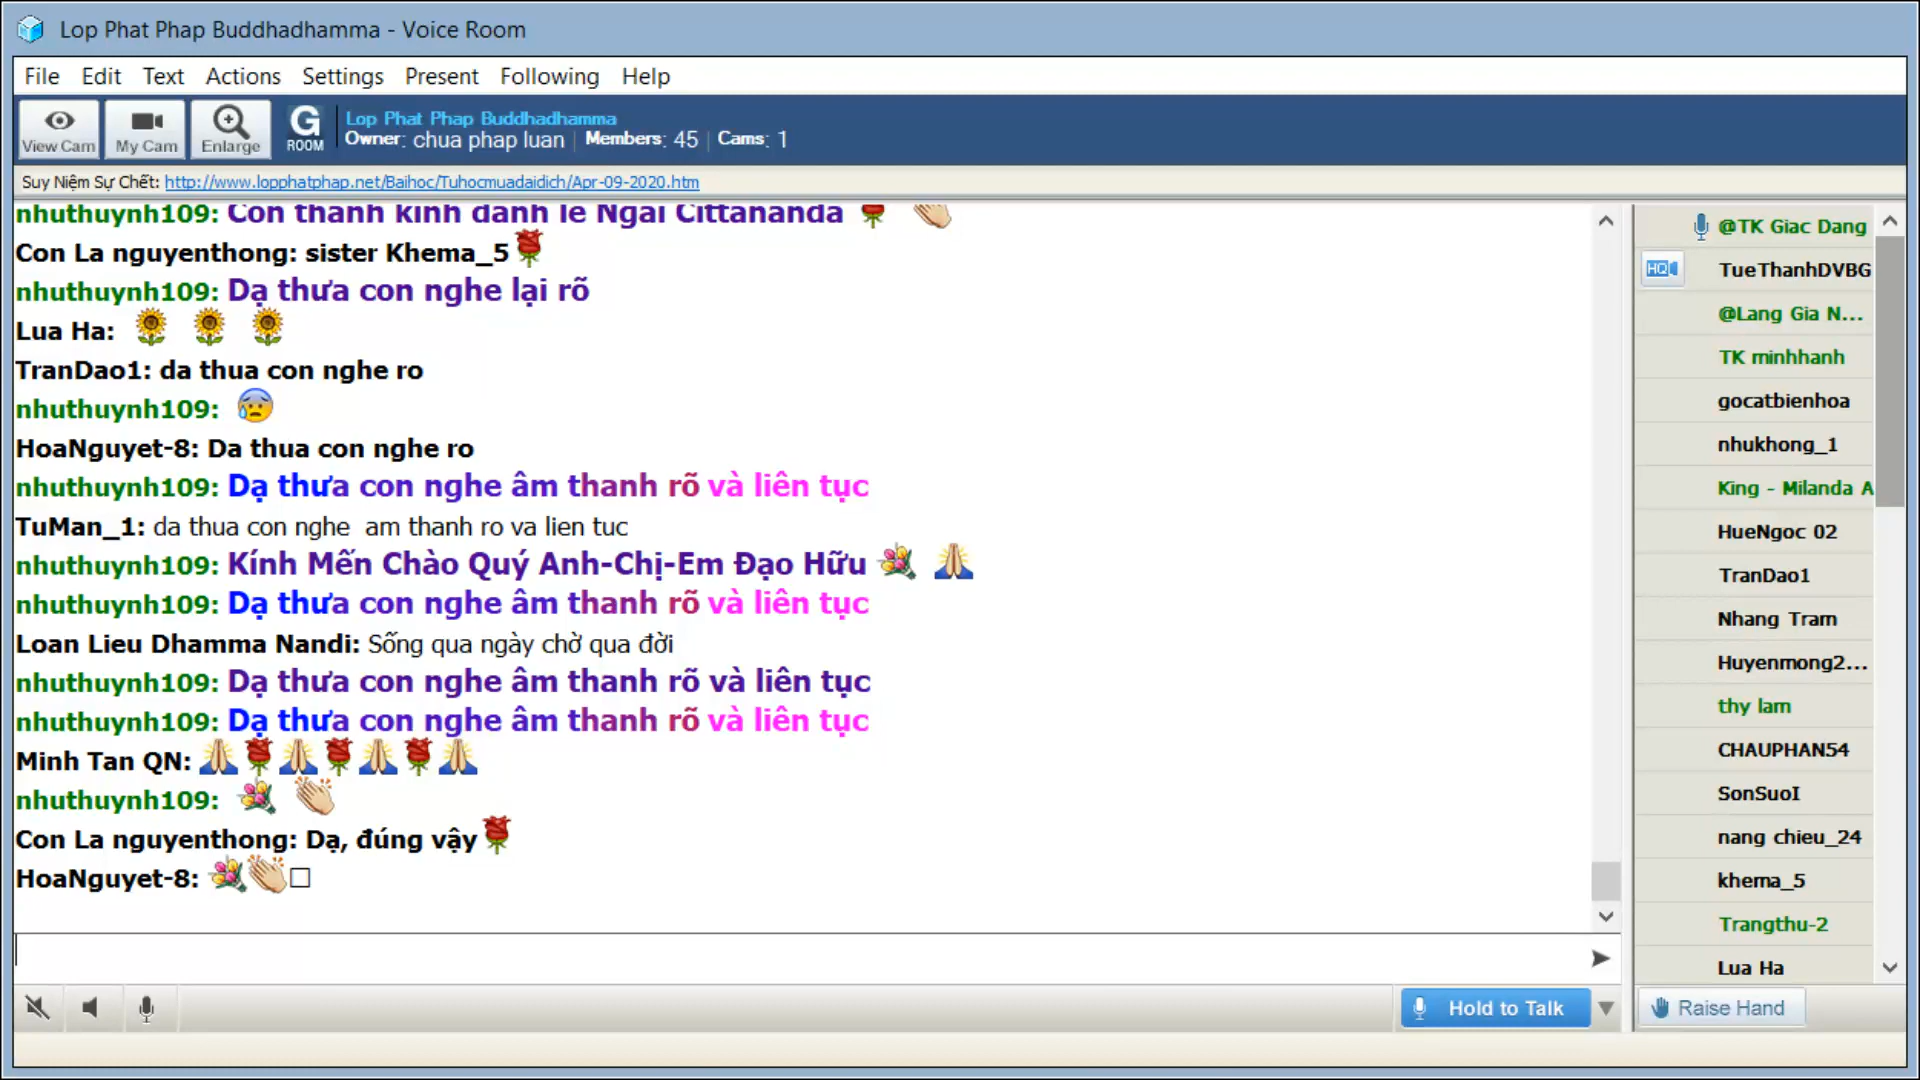 Lop Phat Phap Buddhadhamma - Voice Room
File Edit Text Actions Settings Present Following Help
View Cam My Cam Enlarge G ROOM
Lop Phat Phap Buddhadhamma
Owner: chua phap luan | Members: 45 | Cams: 1
Suy Niệm Sự Chết: http://www.lopphatphap.net/Baihoc/Tuhocmuadaidich/Apr-09-2020.htm
nhuthuynh109: Con thành kính đảnh lễ Ngài Cittānanda
Con La nguyenthong: sister Khema_5
nhuthuynh109: Dạ thưa con nghe lại rõ
Lua Ha:
TranDao1: da thua con nghe ro
nhuthuynh109:
HoaNguyet-8: Da thua con nghe ro
nhuthuynh109: Dạ thưa con nghe âm thanh rõ và liên tục
TuMan_1: da thua con nghe am thanh ro va lien tuc
nhuthuynh109: Kính Mến Chào Quý Anh-Chị-Em Đạo Hữu
nhuthuynh109: Dạ thưa con nghe âm thanh rõ và liên tục
Loan Lieu Dhamma Nandi: Sống qua ngày chờ qua đời
nhuthuynh109: Dạ thưa con nghe âm thanh rõ và liên tục
nhuthuynh109: Dạ thưa con nghe âm thanh rõ và liên tục
Minh Tan QN:
nhuthuynh109:
Con La nguyenthong: Dạ, đúng vậy
HoaNguyet-8:
Hold to Talk
@TK Giac Dang
HQ TueThanhDVBG
@Lang Gia N...
TK minhhanh
gocatbienhoa
nhukhong_1
King - Milanda A
HueNgoc 02
TranDao1
Nhang Tram
Huyenmong2...
thy lam
CHAUPHAN54
SonSuoI
nang chieu_24
khema_5
Trangthu-2
Lua Ha
Raise Hand